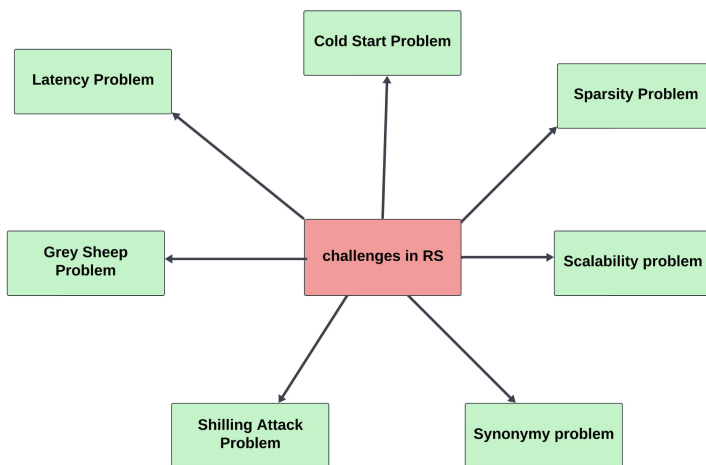 Cold Start Problem
Latency Problem
Sparsity Problem
challenges in RS
Grey Sheep
Problem
Scalability problem
Shilling Attack
Problem
Synonymy problem